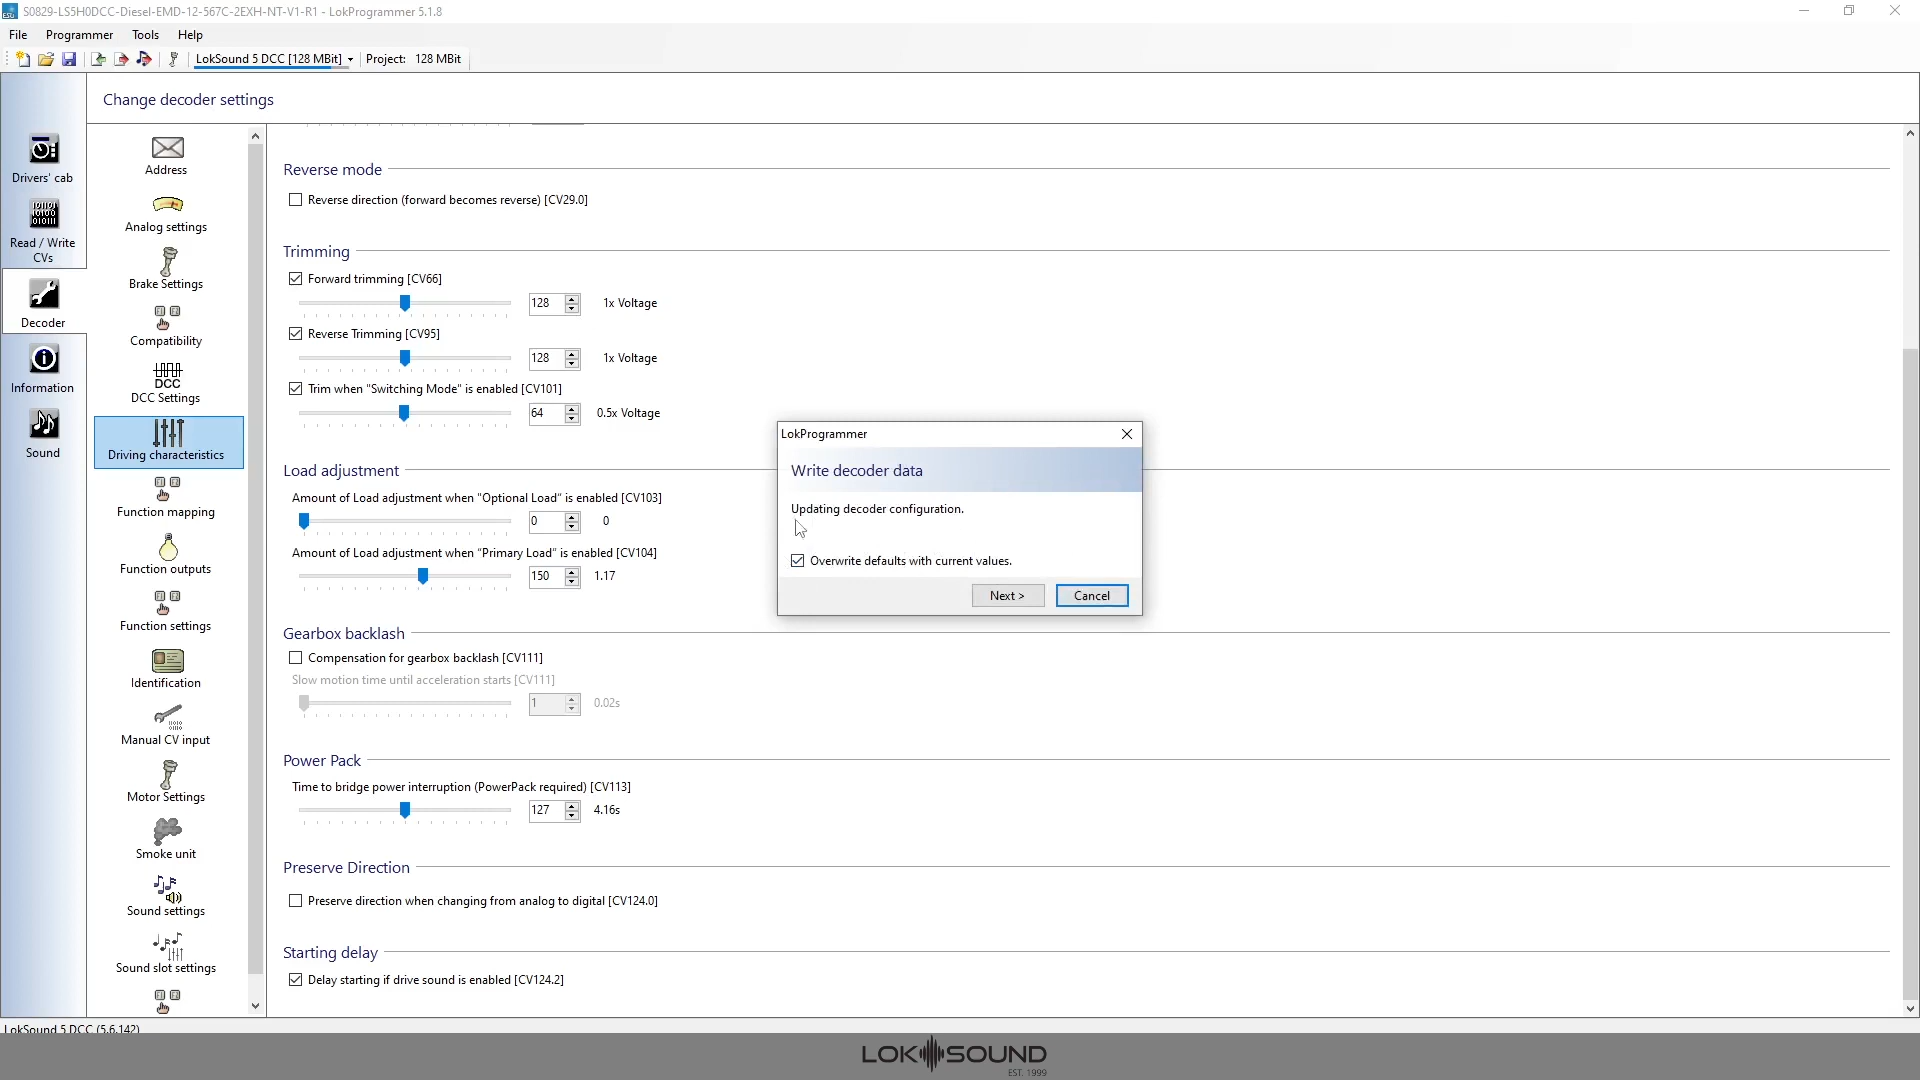 S0829-LS5H0DCC-Diesel-EMD-12-567C-2EXH-NT-V1-R1 - LokProgrammer 5.1.8
File Programmer Tools Help
LokSound 5 DCC [128 MBit] Project: 128 MBit
Change decoder settings
Drivers' cab
Read / Write
CVs
Decoder
Information
Sound
Address
Analog settings
Brake Settings
Compatibility
DCC
DCC Settings
Driving characteristics
Function mapping
Function outputs
Function settings
Identification
Manual CV input
Motor Settings
Smoke unit
Sound settings
Sound slot settings
Reverse mode
Reverse direction (forward becomes reverse) [CV29.0]
Trimming
Forward trimming [CV66]
128 1x Voltage
Reverse Trimming [CV95]
128 1x Voltage
Trim when "Switching Mode" is enabled [CV101]
64 0.5x Voltage
Load adjustment
Amount of Load adjustment when "Optional Load" is enabled [CV103]
0 0
Amount of Load adjustment when "Primary Load" is enabled [CV104]
150 1.17
Gearbox backlash
Compensation for gearbox backlash [CV111]
Slow motion time until acceleration starts [CV111]
1 0.02s
Power Pack
Time to bridge power interruption (PowerPack required) [CV113]
127 4.16s
Preserve Direction
Preserve direction when changing from analog to digital [CV124.0]
Starting delay
Delay starting if drive sound is enabled [CV124.2]
LokProgrammer
Write decoder data
Updating decoder configuration.
Overwrite defaults with current values.
Next > Cancel
LokSound 5 DCC (5.6.142)
LOKSOUND
EST. 1999